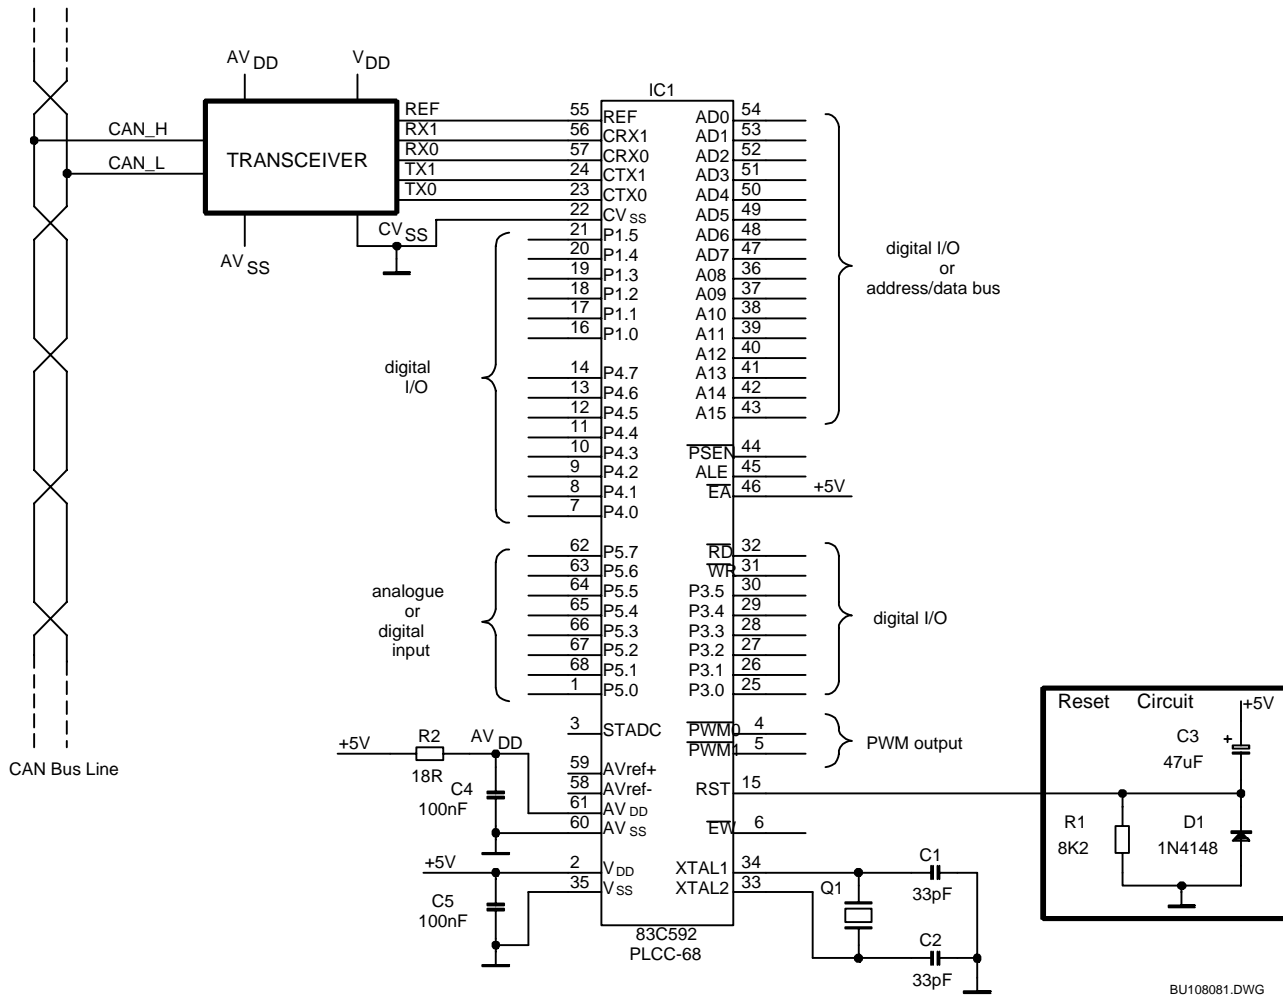 AV DD
V DD
IC1
CAN_H
CAN_L
TRANSCEIVER
REF
RX1
RX0
TX1
TX0
CV SS
AV SS
CAN Bus Line
55 REF
56 CRX1
57 CRX0
24 CTX1
23 CTX0
22 CV SS
21 P1.5
20 P1.4
19 P1.3
18 P1.2
17 P1.1
16 P1.0
digital
I/O
14 P4.7
13 P4.6
12 P4.5
11 P4.4
10 P4.3
9 P4.2
8 P4.1
7 P4.0
analogue
or
digital
input
62 P5.7
63 P5.6
64 P5.5
65 P5.4
66 P5.3
67 P5.2
68 P5.1
1 P5.0
3 STADC
59 AVref+
58 AVref-
61 AV DD
60 AV SS
2 V DD
35 V SS
+5V
R2
18R
AV DD
C4
100nF
+5V
C5
100nF
AD0 54
AD1 53
AD2 52
AD3 51
AD4 50
AD5 49
AD6 48
AD7 47
A08 36
A09 37
A10 38
A11 39
A12 40
A13 41
A14 42
A15 43
digital I/O
or
address/data bus
PSEN 44
ALE 45
EA 46 +5V
RD 32
WR 31
P3.5 30
P3.4 29
P3.3 28
P3.2 27
P3.1 26
P3.0 25
digital I/O
PWM0 4
PWM1 5
PWM output
RST 15
EW 6
XTAL1 34
XTAL2 33
Q1
C1
33pF
C2
33pF
83C592
PLCC-68
Reset Circuit
+5V
C3
+
47uF
R1
8K2
D1
1N4148
BU108081.DWG